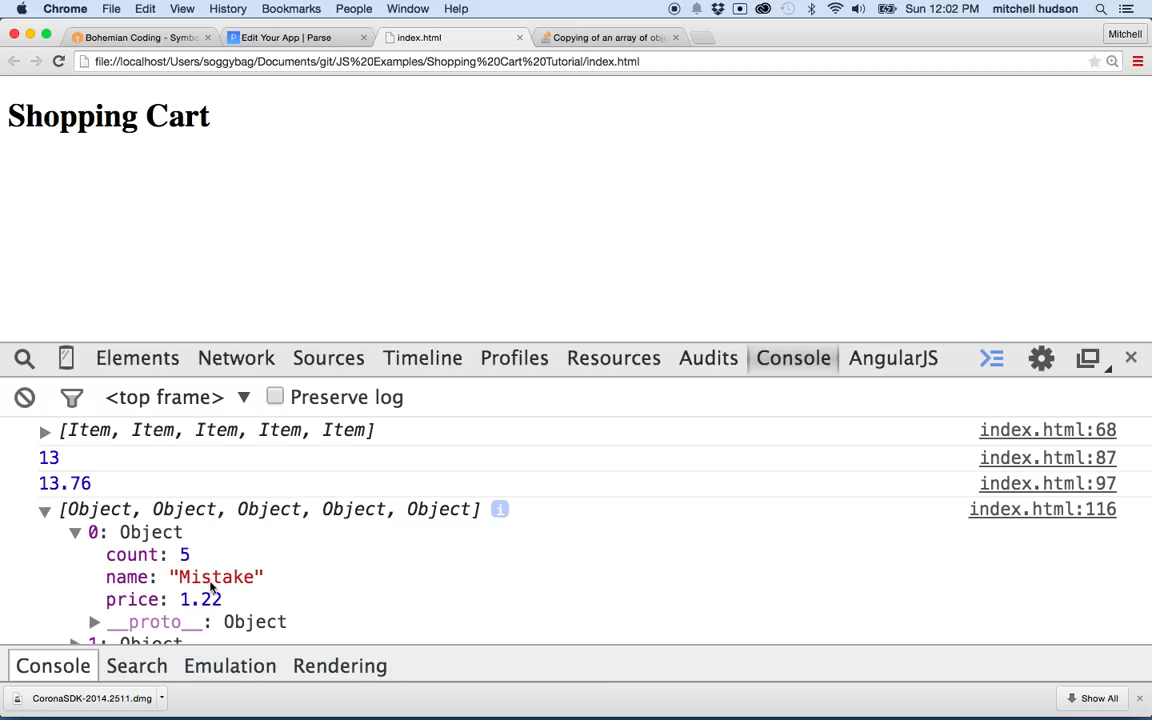 Chrome File Edit View History Bookmarks People Window Help Sun 12:02 PM mitchell hudson
Bohemian Coding - Symbo Edit Your App | Parse index.html Copying of an array of obj Mitchell
file://localhost/Users/soggybag/Documents/git/JS%20Examples/Shopping%20Cart%20Tutorial/index.html
Shopping Cart
Elements Network Sources Timeline Profiles Resources Audits Console AngularJS
<top frame> Preserve log
[Item, Item, Item, Item, Item] index.html:68
13 index.html:87
13.76 index.html:97
[Object, Object, Object, Object, Object] i index.html:116
0: Object
count: 5
name: "Mistake"
price: 1.22
__proto__: Object
1: Object
Console Search Emulation Rendering
CoronaSDK-2014.2511.dmg Show All